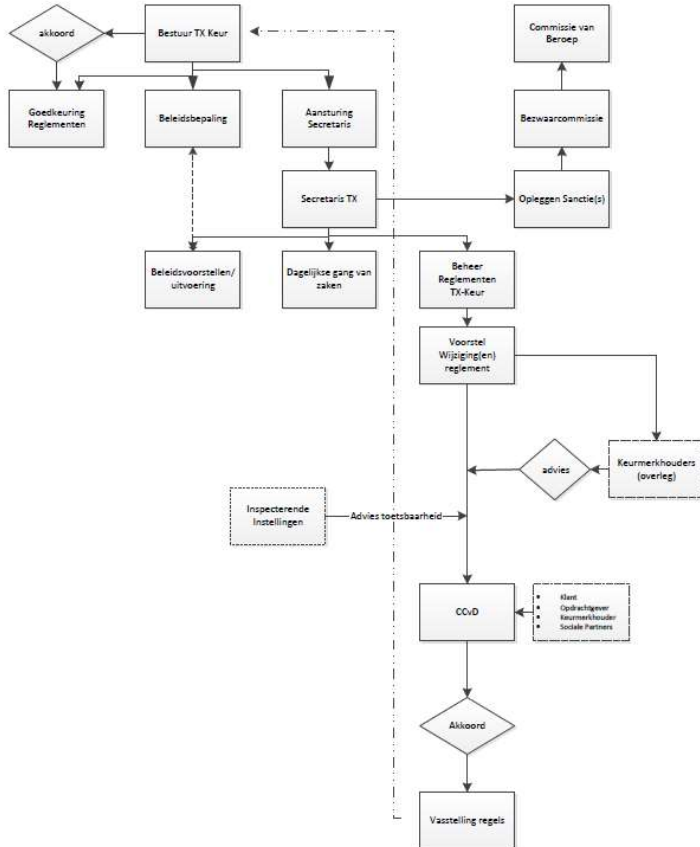 akkoord
Bestuur TX Keur
Commissie van
Beroep
Goedkeuring
Reglementen
Beleidsbepaling
Aansturing
Secretaris
Bezwaarcommissie
Secretaris TX
Opleggen Sanctie(s)
Beleidsvoorstellen/
uitvoering
Dagelijkse gang van
zaken
Beheer
Reglementen
TX-Keur
Voorstel
Wijziging(en)
reglement
advies
Keurmerkhouders
(overleg)
Inspecterende
Instellingen
Advies toetsbaarheid
CCvD
• Klant
• Opdrachtgever
• Keurmerkhouder
• Sociale Partners
Akkoord
Vasstelling regels